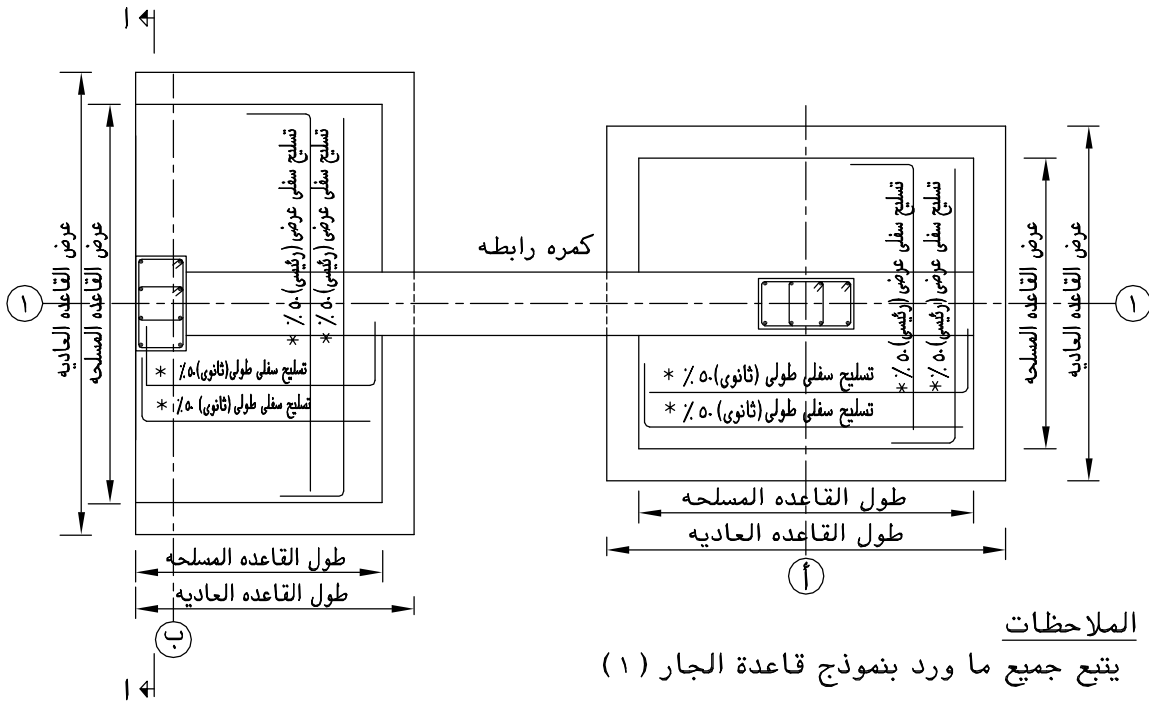 ا
عرض القاعده العاديه
عرض القاعده المسلحه
تسليح سفلى عرضى (رئيسى) ٥٠ ٪ *
تسليح سفلى عرضى (رئيسى) ٥٠ ٪ *
كمره رابطه
تسليح سفلى عرضى (رئيسى) ٥٠ ٪ *
تسليح سفلى عرضى (رئيسى) ٥٠ ٪ *
عرض القاعده المسلحه
عرض القاعده العاديه
١
١
تسليح سفلى طولى (ثانوى) ٥٠ ٪ *
تسليح سفلى طولى (ثانوى) ٥٠ ٪ *
تسليح سفلى طولى (ثانوى) ٥٠ ٪ *
تسليح سفلى طولى (ثانوى) ٥٠ ٪ *
طول القاعده المسلحه
طول القاعده العاديه
أ
طول القاعده المسلحه
طول القاعده العاديه
ب
ا
الملاحظات
يتبع جميع ما ورد بنموذج قاعدة الجار (١)